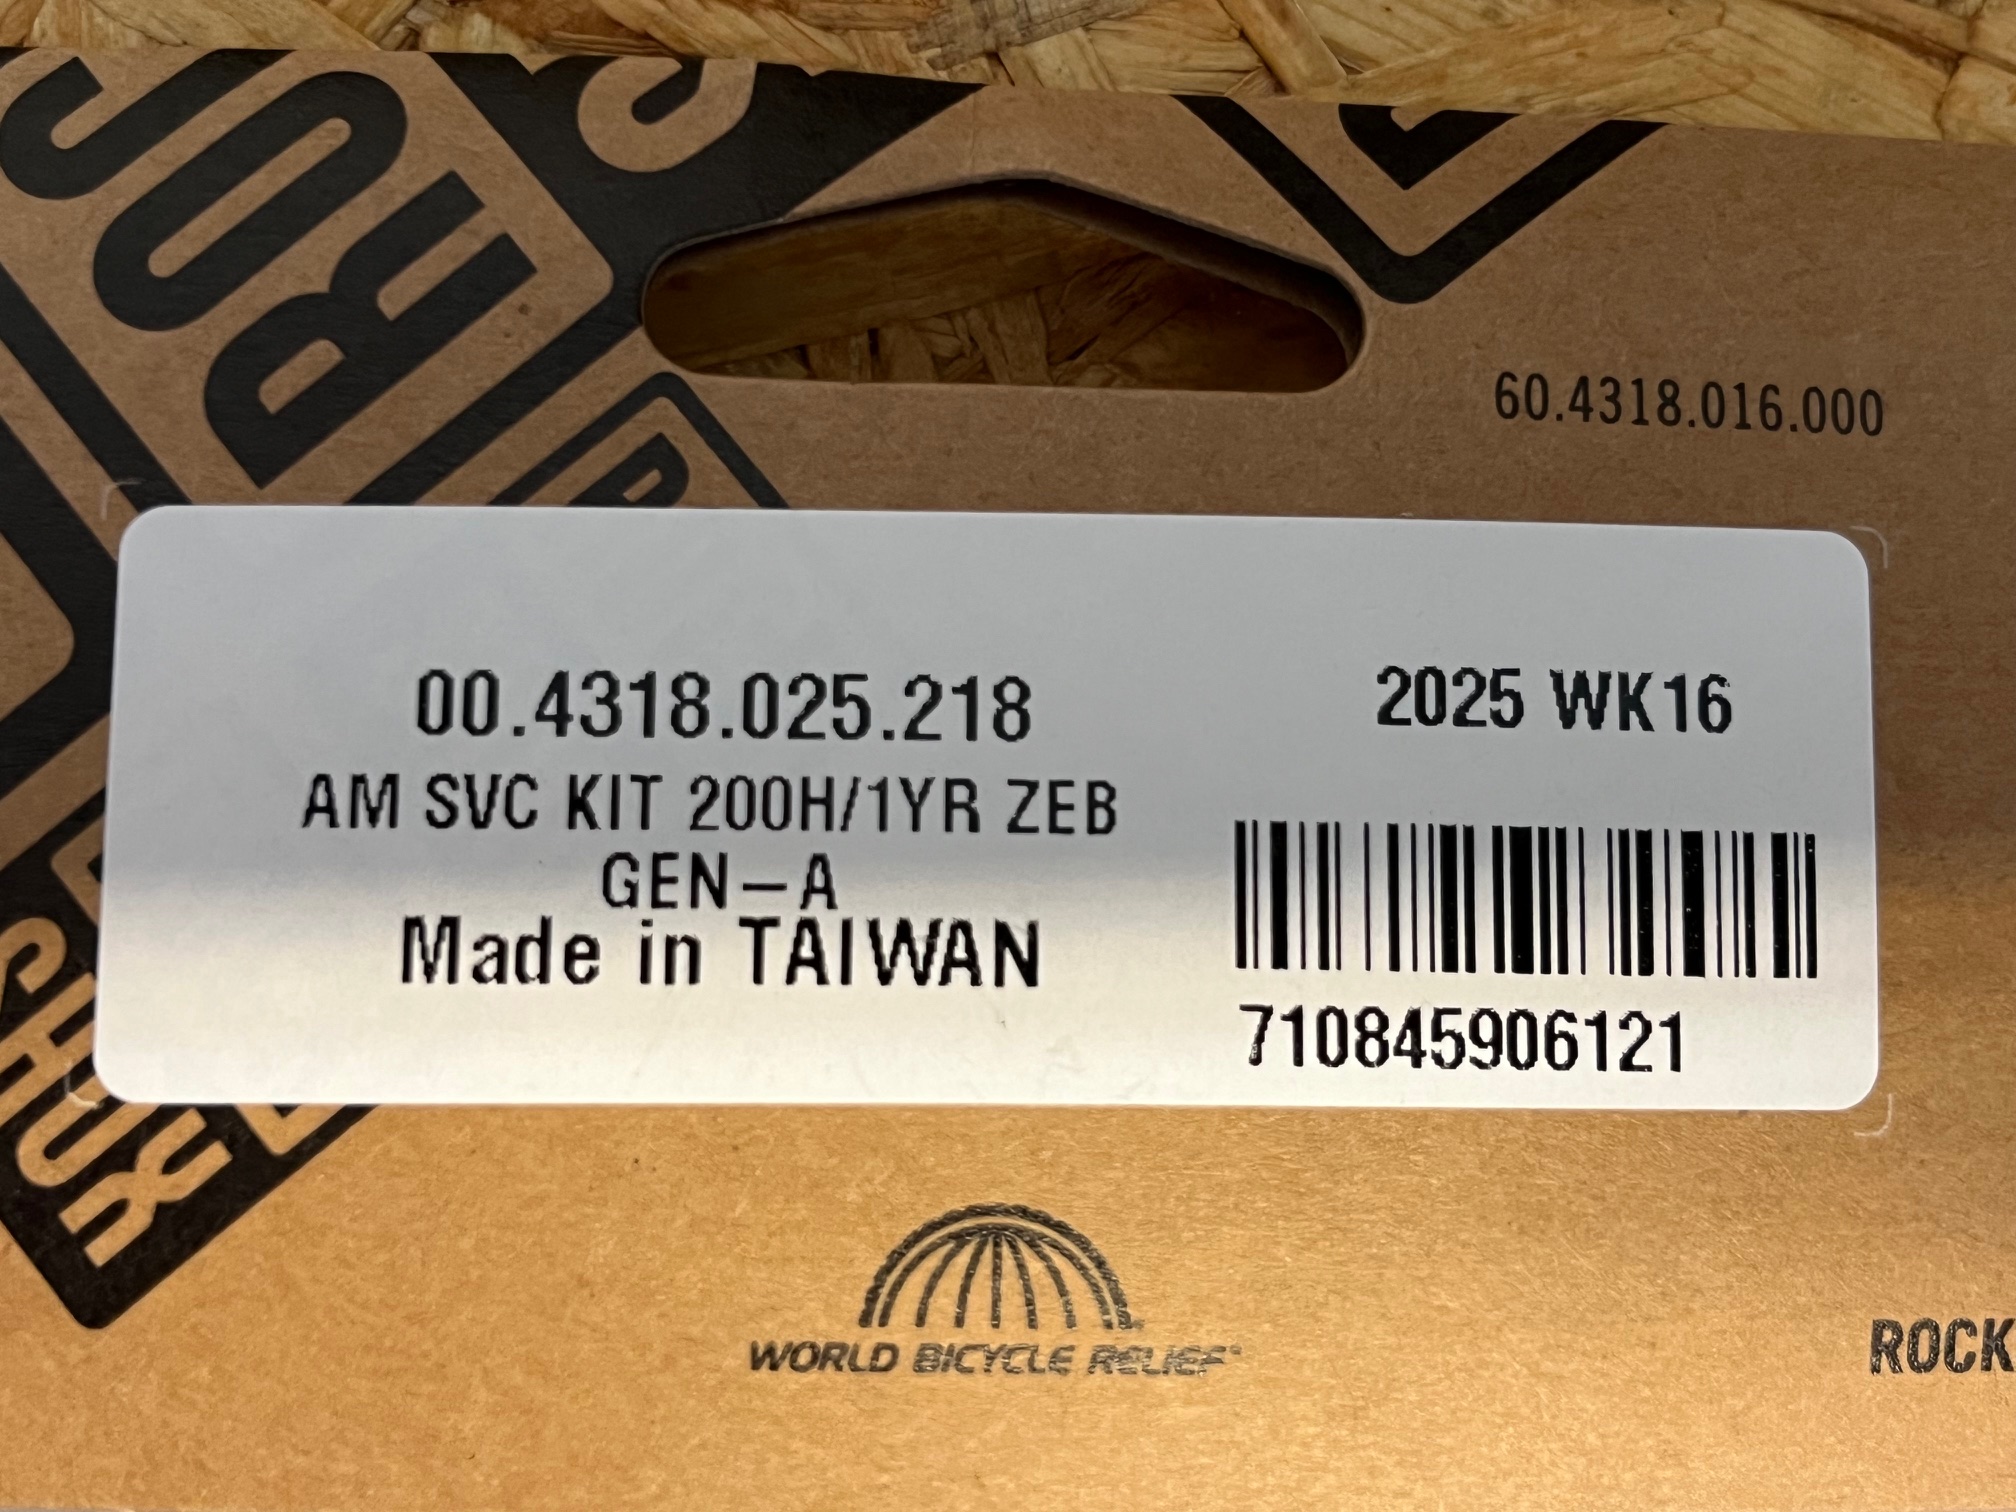 60.4318.016.000
00.4318.025.218
AM SVC KIT 200H/1YR ZEB
GEN-A
Made in TAIWAN
2025 WK16
710845906121
WORLD BICYCLE RELIEF
ROCK